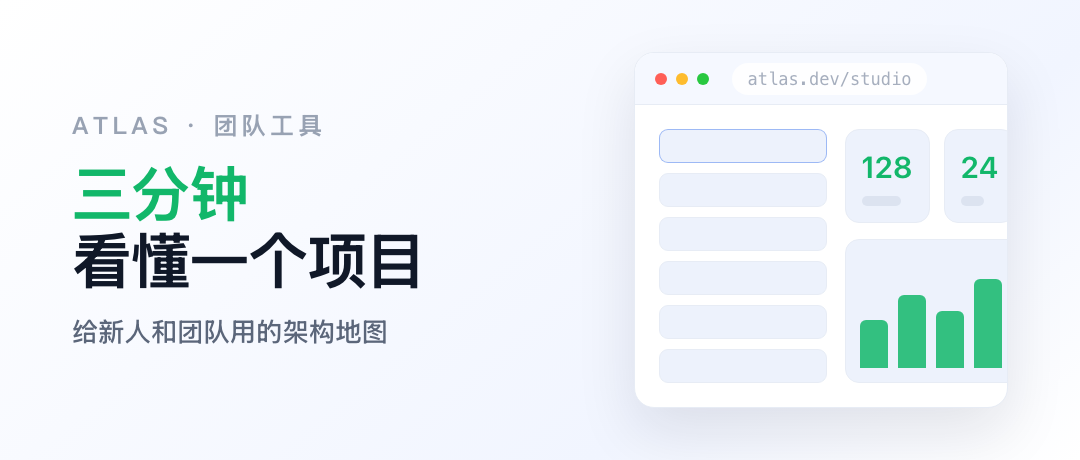 ATLAS · 团队工具
三分钟
看懂一个项目
给新人和团队用的架构地图
atlas.dev/studio
128
24